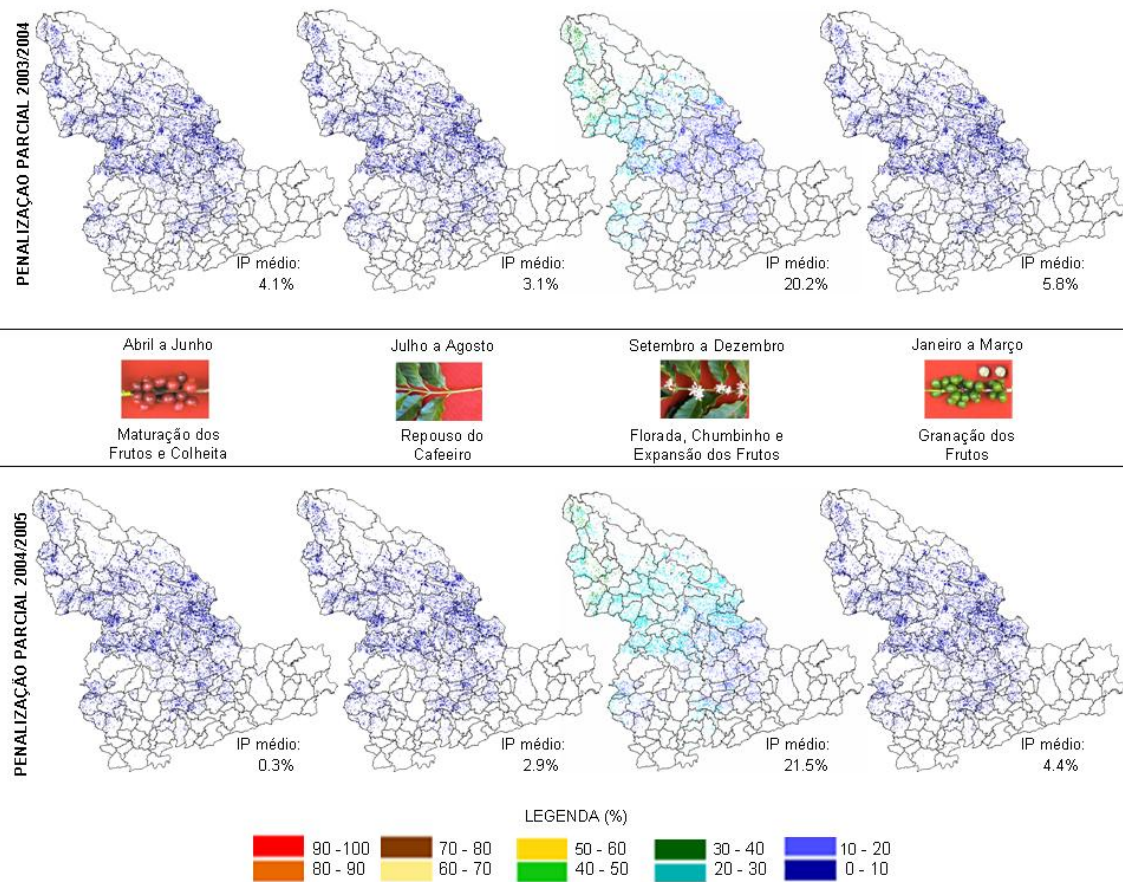 PENALIZAÇAO PARCIAL 2003/2004
IP médio:
4.1%
IP médio:
3.1%
IP médio:
20.2%
IP médio:
5.8%
Abril a Junho
Maturação dos
Frutos e Colheita
Julho a Agosto
Repouso do
Cafeeiro
Setembro a Dezembro
Florada, Chumbinho e
Expansão dos Frutos
Janeiro a Março
Granação dos
Frutos
PENALIZAÇÃO PARCIAL 2004/2005
IP médio:
0.3%
IP médio:
2.9%
IP médio:
21.5%
IP médio:
4.4%
LEGENDA (%)
90 - 100
70 - 80
50 - 60
30 - 40
10 - 20
80 - 90
60 - 70
40 - 50
20 - 30
0 - 10